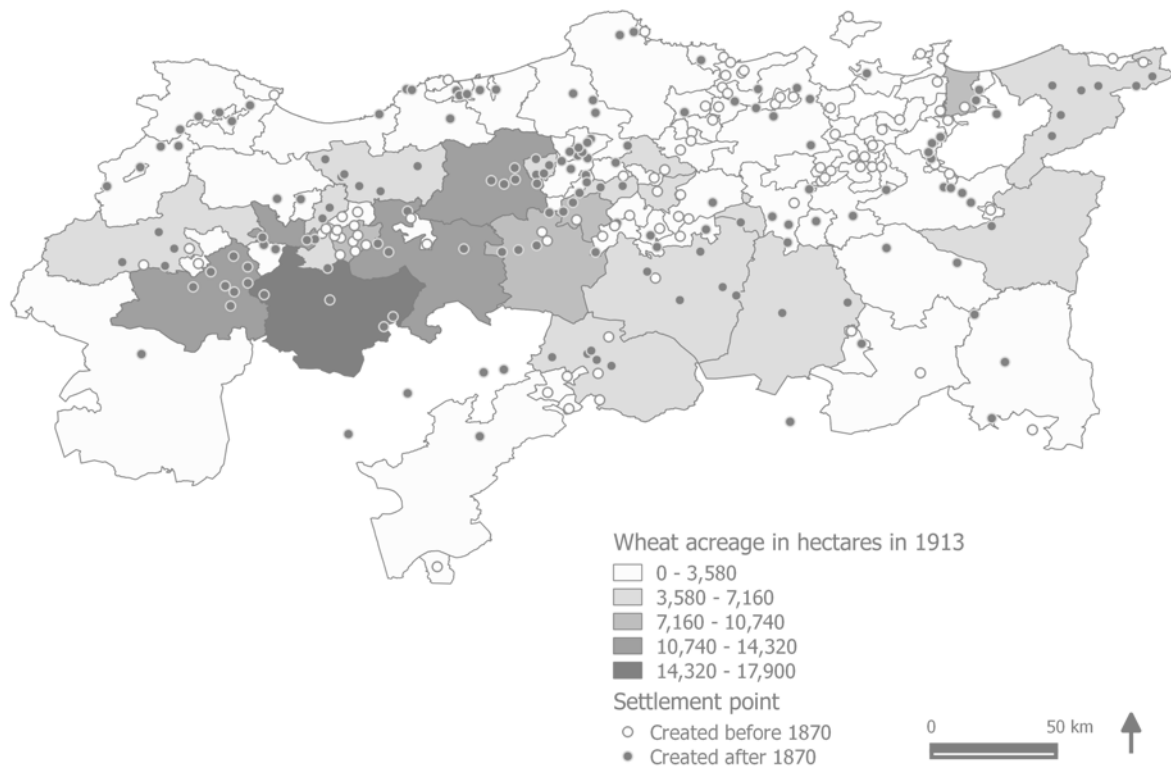 Wheat acreage in hectares in 1913
0 - 3,580
3,580 - 7,160
7,160 - 10,740
10,740 - 14,320
14,320 - 17,900
Settlement point
Created before 1870
Created after 1870
0 50 km